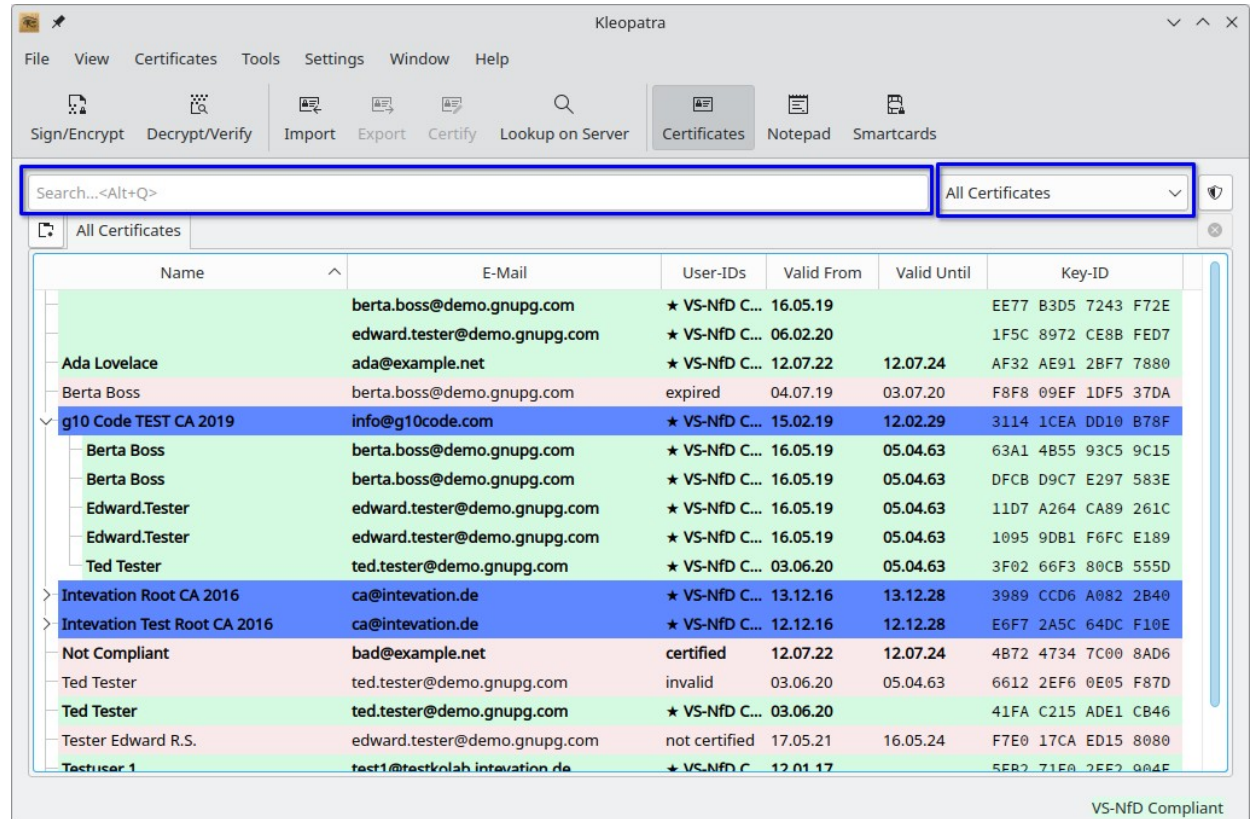 Kleopatra
File View Certificates Tools Settings Window Help
Sign/Encrypt Decrypt/Verify Import Export Certify Lookup on Server Certificates Notepad Smartcards
Search...<Alt+Q> All Certificates
All Certificates
Name E-Mail User-IDs Valid From Valid Until Key-ID
berta.boss@demo.gnupg.com ★ VS-NfD C... 16.05.19 EE77 B3D5 7243 F72E
edward.tester@demo.gnupg.com ★ VS-NfD C... 06.02.20 1F5C 8972 CE8B FED7
Ada Lovelace ada@example.net ★ VS-NfD C... 12.07.22 12.07.24 AF32 AE91 2BF7 7880
Berta Boss berta.boss@demo.gnupg.com expired 04.07.19 03.07.20 F8F8 09EF 1DF5 37DA
g10 Code TEST CA 2019 info@g10code.com ★ VS-NfD C... 15.02.19 12.02.29 3114 1CEA DD10 B78F
Berta Boss berta.boss@demo.gnupg.com ★ VS-NfD C... 16.05.19 05.04.63 63A1 4B55 93C5 9C15
Berta Boss berta.boss@demo.gnupg.com ★ VS-NfD C... 16.05.19 05.04.63 DFCB D9C7 E297 583E
Edward.Tester edward.tester@demo.gnupg.com ★ VS-NfD C... 16.05.19 05.04.63 11D7 A264 CA89 261C
Edward.Tester edward.tester@demo.gnupg.com ★ VS-NfD C... 16.05.19 05.04.63 1095 9DB1 F6FC E189
Ted Tester ted.tester@demo.gnupg.com ★ VS-NfD C... 03.06.20 05.04.63 3F02 66F3 80CB 555D
Intevation Root CA 2016 ca@intevation.de ★ VS-NfD C... 13.12.16 13.12.28 3989 CCD6 A082 2B40
Intevation Test Root CA 2016 ca@intevation.de ★ VS-NfD C... 12.12.16 12.12.28 E6F7 2A5C 64DC F10E
Not Compliant bad@example.net certified 12.07.22 12.07.24 4B72 4734 7C00 8AD6
Ted Tester ted.tester@demo.gnupg.com invalid 03.06.20 05.04.63 6612 2EF6 0E05 F87D
Ted Tester ted.tester@demo.gnupg.com ★ VS-NfD C... 03.06.20 41FA C215 ADE1 CB46
Tester Edward R.S. edward.tester@demo.gnupg.com not certified 17.05.21 16.05.24 F7E0 17CA ED15 8080
Testuser 1 test1@testkolab.intevation.de ★ VS-NfD C... 12.01.17
VS-NfD Compliant